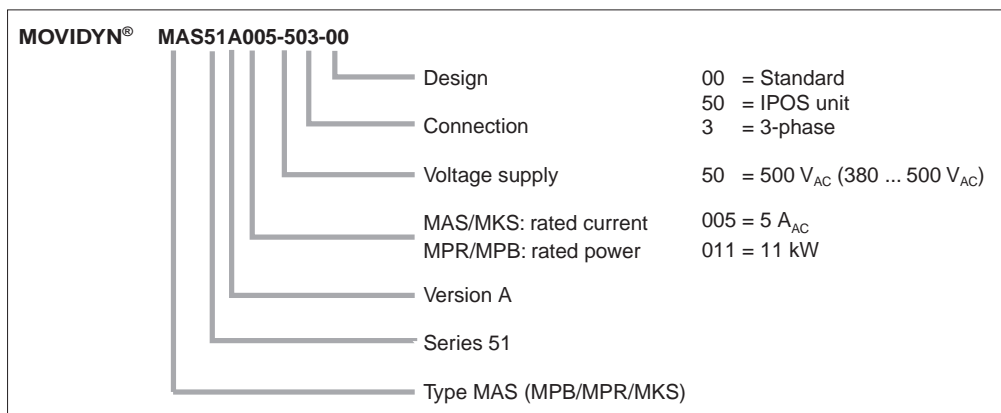 MOVIDYN® MAS51A005-503-00
Design 00 = Standard
50 = IPOS unit
Connection 3 = 3-phase
Voltage supply 50 = 500 VAC (380 ... 500 VAC)
MAS/MKS: rated current 005 = 5 AAC
MPR/MPB: rated power 011 = 11 kW
Version A
Series 51
Type MAS (MPB/MPR/MKS)